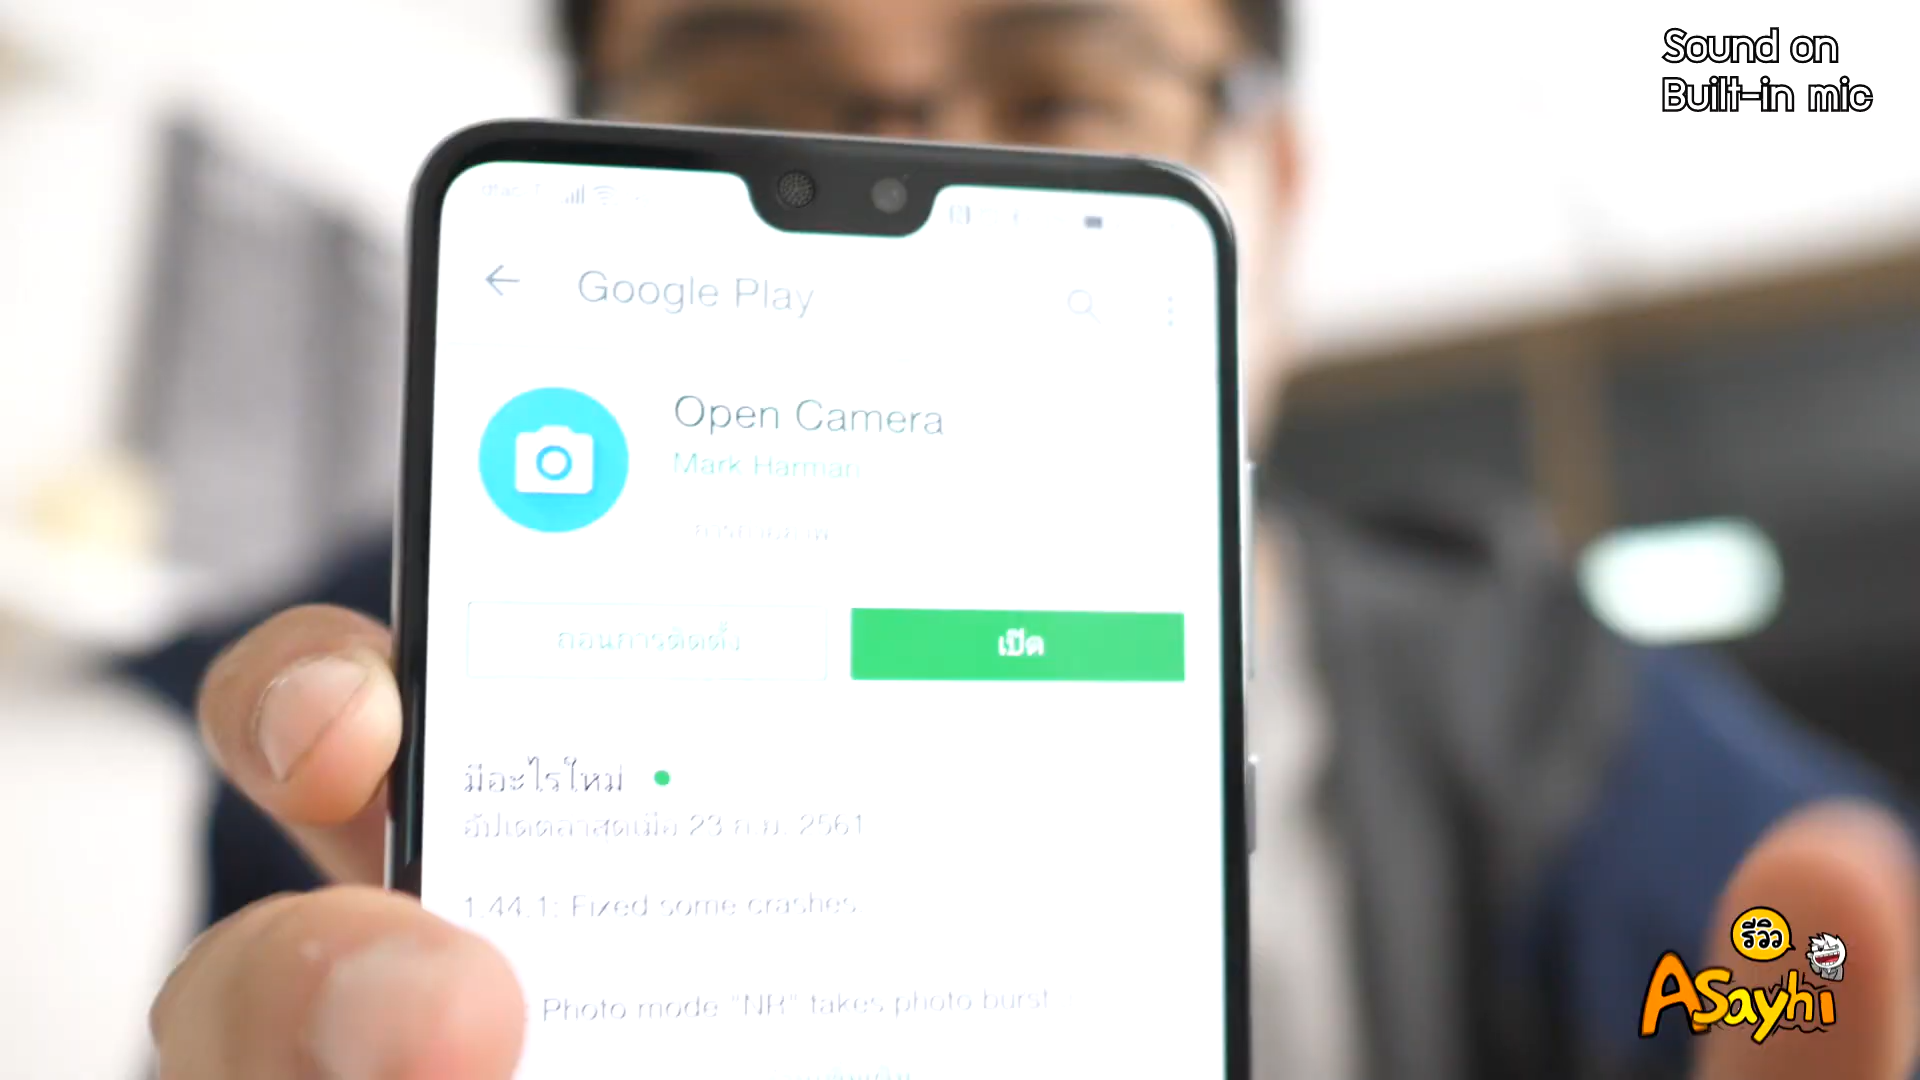 Sound on
Built-in mic
Google Play
Open Camera
Mark Harman
ถอนการติดตั้ง
เปิด
มีอะไรใหม่
อัปเดตล่าสุดเมื่อ 23 ก.ย. 2561
1.44.1: Fixed some crashes.
: Photo mode "NR" takes photo burst
รีวิว
ASayhi